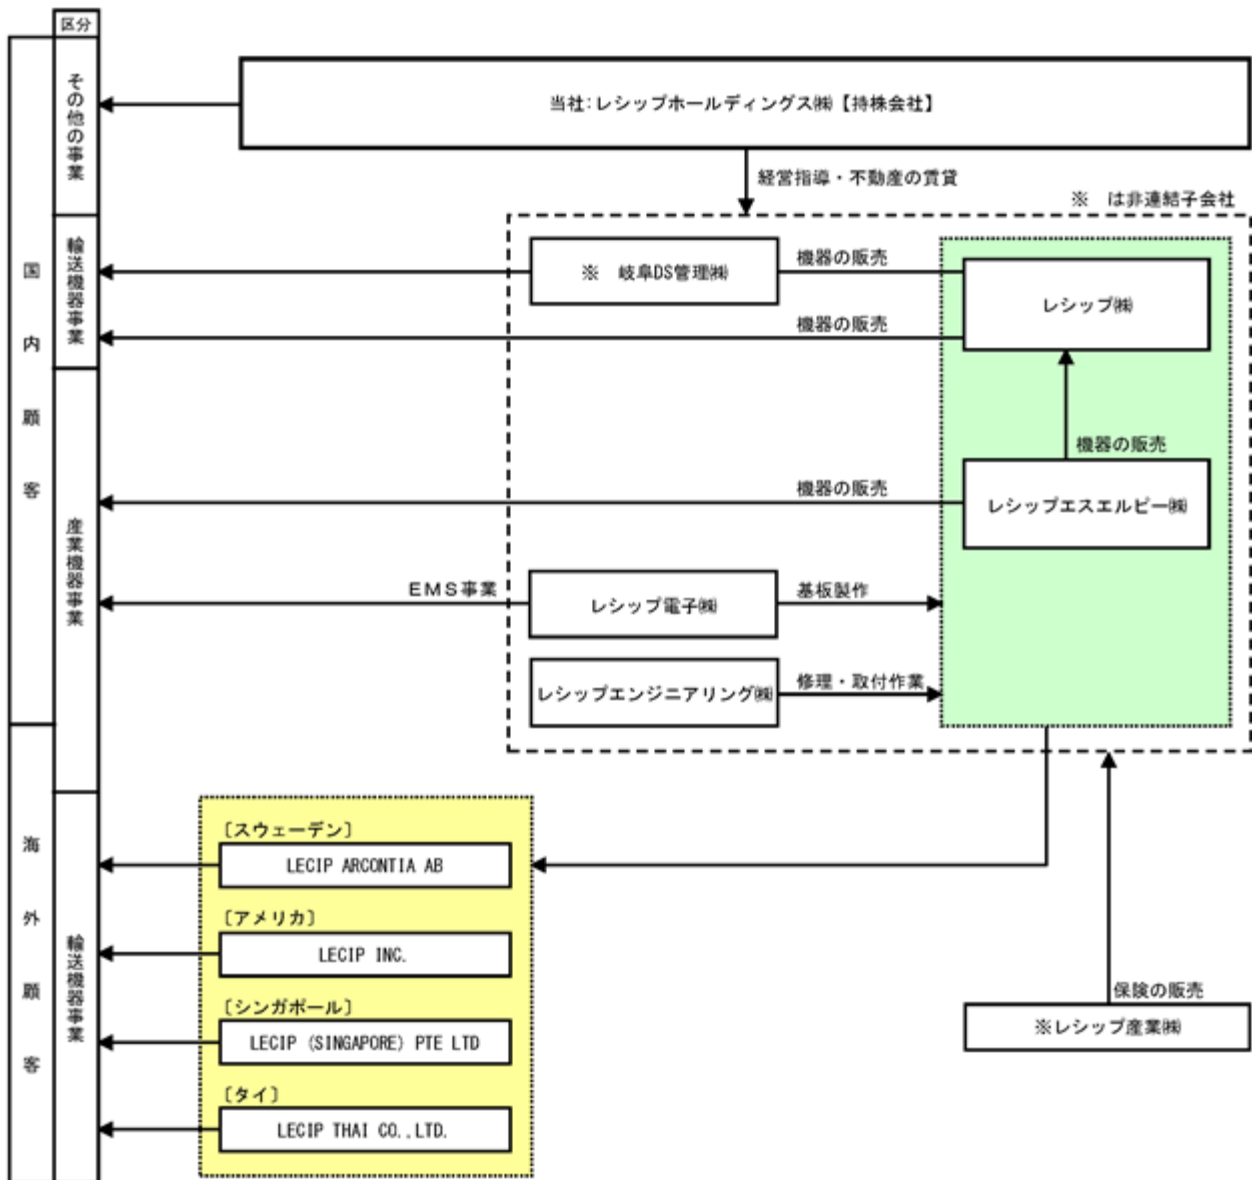 区分
その他の事業
当社:レシップホールディングス㈱【持株会社】
経営指導・不動産の賃貸
※ は非連結子会社
国内顧客
輸送機器事業
※ 岐阜DS管理㈱
機器の販売
レシップ㈱
機器の販売
機器の販売
機器の販売
レシップエスエルピー㈱
産業機器事業
EMS事業
レシップ電子㈱
基板製作
レシップエンジニアリング㈱
修理・取付作業
海外顧客
輸送機器事業
〔スウェーデン〕
LECIP ARCONTIA AB
〔アメリカ〕
LECIP INC.
〔シンガポール〕
LECIP (SINGAPORE) PTE LTD
〔タイ〕
LECIP THAI CO.,LTD.
保険の販売
※レシップ産業㈱